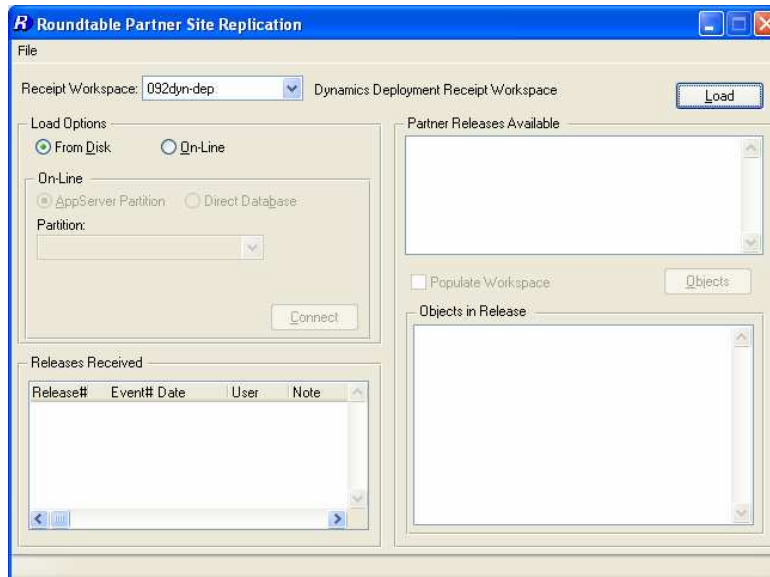 R Roundtable Partner Site Replication
File
Receipt Workspace: 092dyn-dep Dynamics Deployment Receipt Workspace Load
Load Options
From Disk On-Line
On-Line
AppServer Partition Direct Database
Partition:
Connect
Releases Received
Release# Event# Date User Note
Partner Releases Available
Populate Workspace Objects
Objects in Release